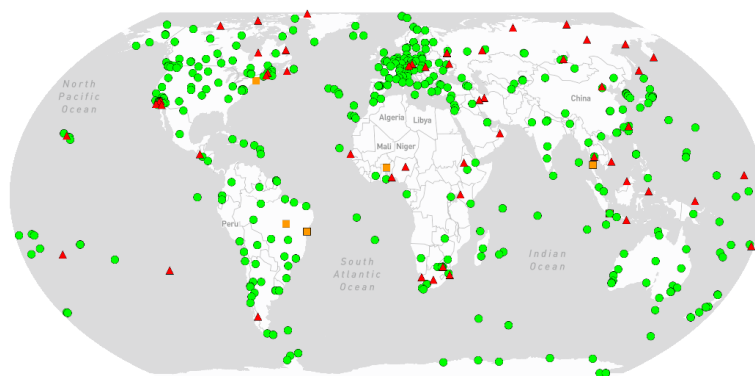 North
Pacific
Ocean
China
Algeria
Libya
Mali Niger
Peru
South
Atlantic
Ocean
Indian
Ocean